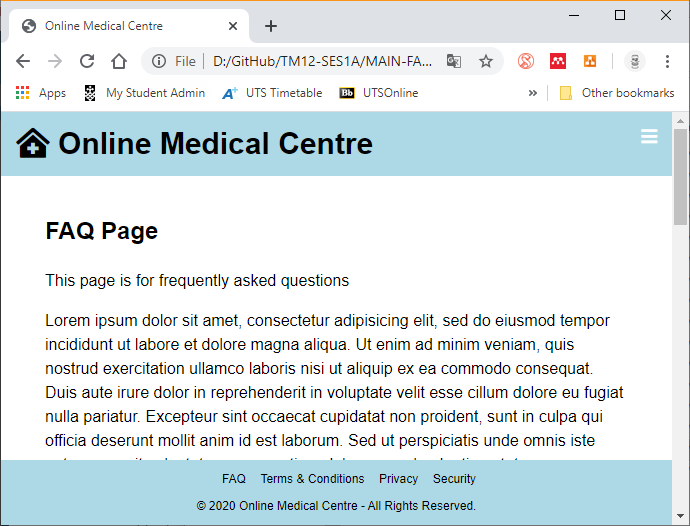 Online Medical Centre
File D:/GitHub/TM12-SES1A/MAIN-FA...
Apps My Student Admin UTS Timetable Bb UTSOnline » Other bookmarks
Online Medical Centre
FAQ Page
This page is for frequently asked questions
Lorem ipsum dolor sit amet, consectetur adipisicing elit, sed do eiusmod tempor
incididunt ut labore et dolore magna aliqua. Ut enim ad minim veniam, quis
nostrud exercitation ullamco laboris nisi ut aliquip ex ea commodo consequat.
Duis aute irure dolor in reprehenderit in voluptate velit esse cillum dolore eu fugiat
nulla pariatur. Excepteur sint occaecat cupidatat non proident, sunt in culpa qui
officia deserunt mollit anim id est laborum. Sed ut perspiciatis unde omnis iste
FAQ Terms & Conditions Privacy Security
© 2020 Online Medical Centre - All Rights Reserved.